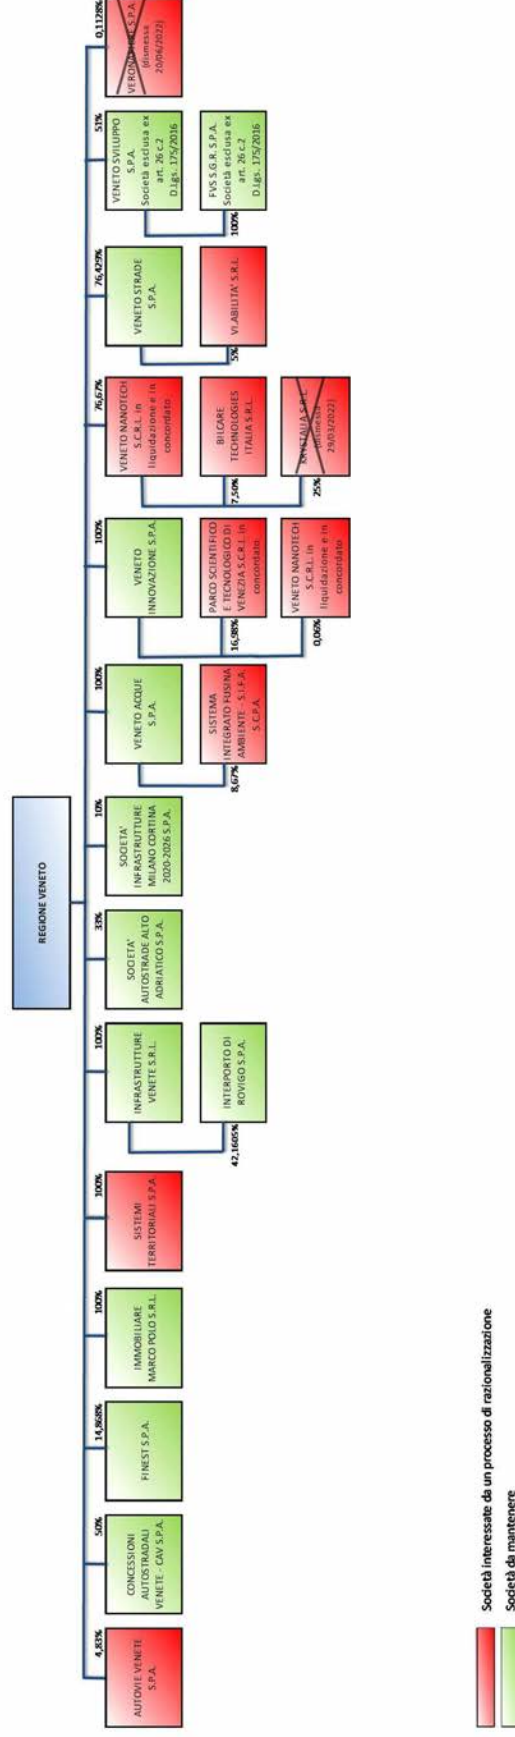 REGIONE VENETO
4,83%
AUTOVIE VENETE
S.P.A.
50%
CONCESSIONI
AUTOSTRADALI
VENETE - CAV S.P.A.
14,868%
FINEST S.P.A.
100%
IMMOBILIARE
MARCO POLO S.R.L.
100%
SISTEMI
TERRITORIALI S.P.A.
100%
INFRASTRUTTURE
VENETE S.R.L.
42,1605%
INTERPORTO DI
ROVIGO S.P.A.
33%
SOCIETA'
AUTOSTRADE ALTO
ADRIATICO S.P.A.
10%
SOCIETA'
INFRASTRUTTURE
MILANO CORTINA
2020-2026 S.P.A.
100%
VENETO ACQUE
S.P.A.
8,67%
SISTEMA
INTEGRATO FUSINA
AMBIENTE - S.I.F.A.
S.C.P.A.
100%
VENETO
INNOVAZIONE S.P.A.
16,98%
PARCO SCIENTIFICO
E TECNOLOGICO DI
VENEZIA S.C.R.L. in
concordato
0,06%
VENETO NANOTECH
S.C.R.L. in
liquidazione e in
concordato
76,67%
VENETO NANOTECH
S.C.R.L. in
liquidazione e in
concordato
7,50%
BILCARE
TECHNOLOGIES
ITALIA S.R.L.
25%
KRYSTALIA S.R.L.
(dismessa
29/03/2022)
76,429%
VENETO STRADE
S.P.A.
5%
VI.ABILITA' S.R.L.
51%
VENETO SVILUPPO
S.P.A.
Società esclusa ex
art. 26 c.2
D.Lgs. 175/2016
100%
FVS S.G.R. S.P.A.
Società esclusa ex
art. 26 c.2
D.Lgs. 175/2016
0,1128%
VERONAFIERE S.P.A.
(dismessa
20/06/2022)
Società interessate da un processo di razionalizzazione
Società da mantenere